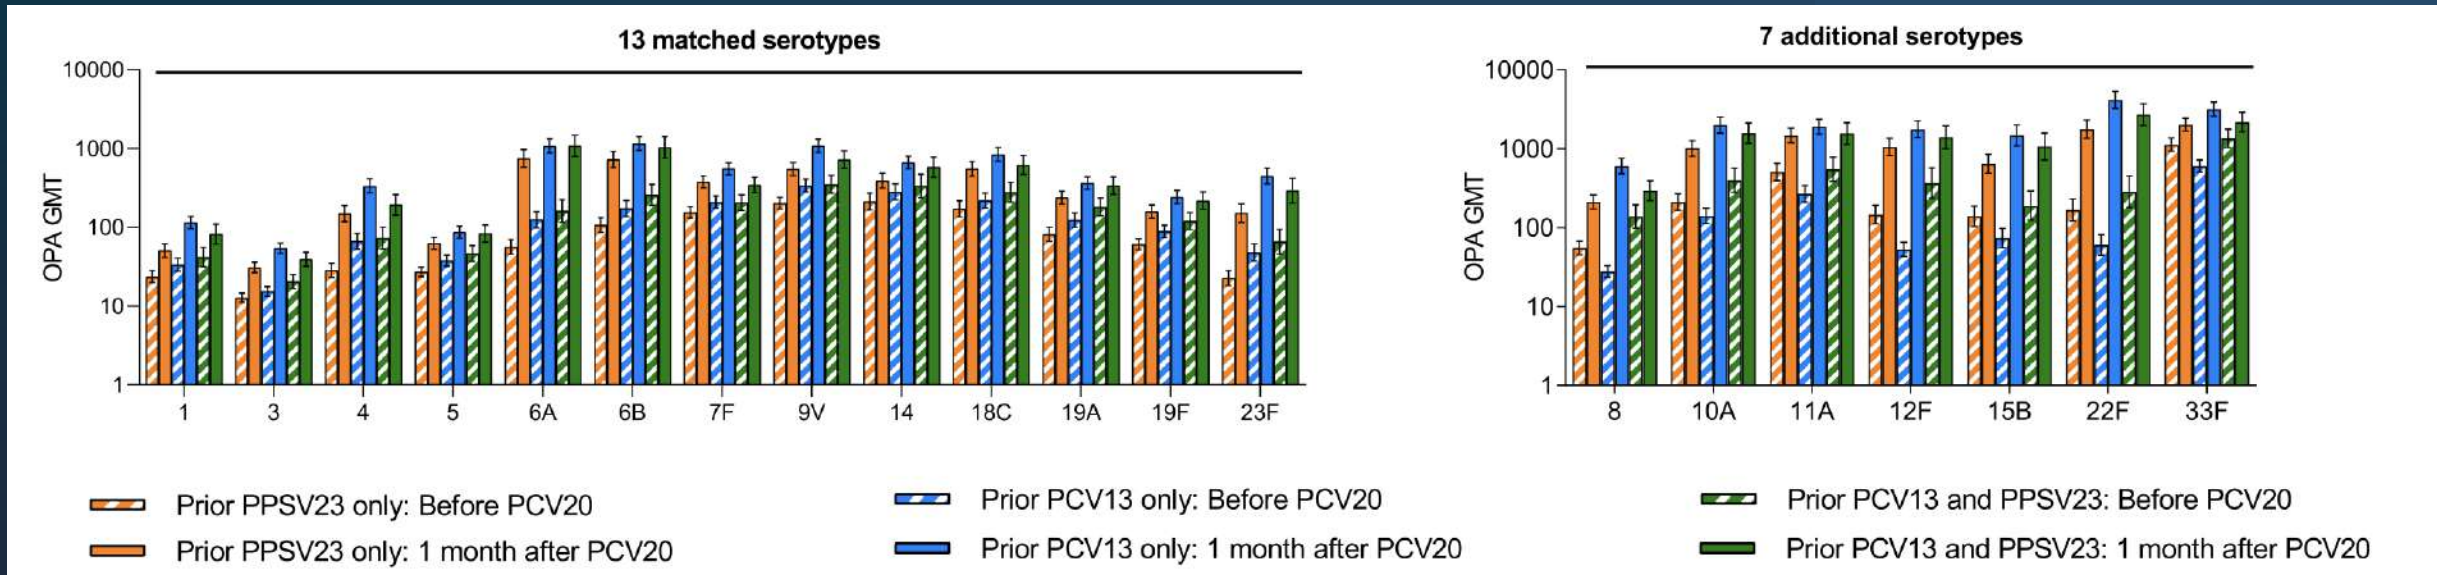 13 matched serotypes
10000
1000
100
10
1
OPA GMT
1 3 4 5 6A 6B 7F 9V 14 18C 19A 19F 23F
7 additional serotypes
10000
1000
100
10
1
OPA GMT
8 10A 11A 12F 15B 22F 33F
Prior PPSV23 only: Before PCV20
Prior PPSV23 only: 1 month after PCV20
Prior PCV13 only: Before PCV20
Prior PCV13 only: 1 month after PCV20
Prior PCV13 and PPSV23: Before PCV20
Prior PCV13 and PPSV23: 1 month after PCV20